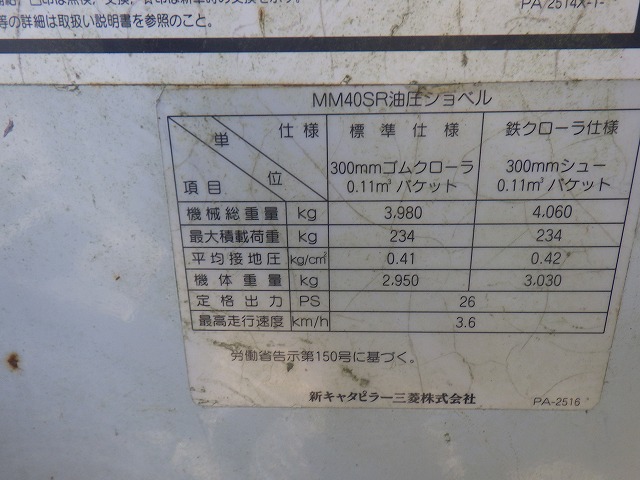 等の詳細は取扱い説明書を参照のこと。
MM40SR油圧ショベル
単位 仕様 標準仕様 鉄クローラ仕様
項目 300mmゴムクローラ 300mmシュー
0.11m³バケット 0.11m³バケット
機械総重量 kg 3,980 4,060
最大積載荷重 kg 234 234
平均接地圧 kg/cm² 0.41 0.42
機体重量 kg 2,950 3,030
定格出力 PS 26
最高走行速度 km/h 3.6
労働省告示第150号に基づく。
新キャタピラー三菱株式会社 PA-2516